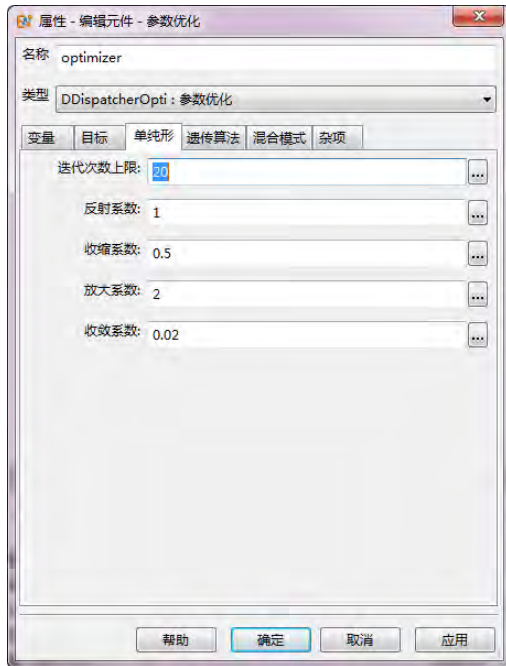 属性 - 编辑元件 - 参数优化
名称 optimizer
类型 DDispatcherOpti : 参数优化
变量 目标 单纯形 遗传算法 混合模式 杂项
迭代次数上限: 20 ...
反射系数: 1 ...
收缩系数: 0.5 ...
放大系数: 2 ...
收敛系数: 0.02 ...
帮助 确定 取消 应用